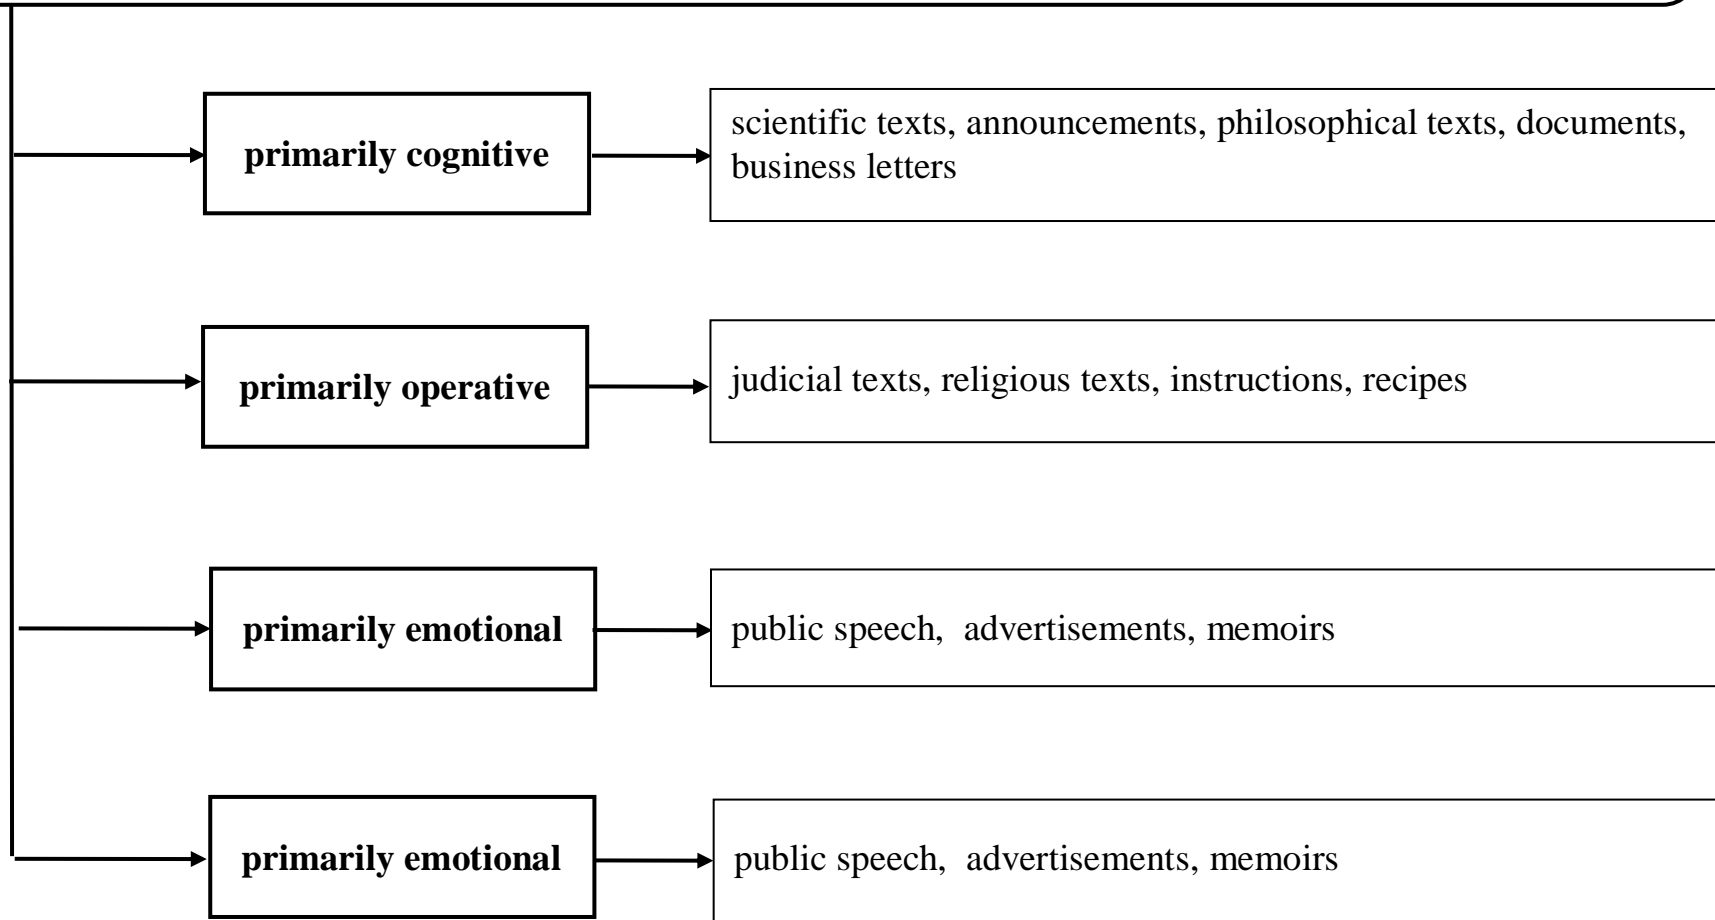 primarily cognitive
scientific texts, announcements, philosophical texts, documents,
business letters
primarily operative
judicial texts, religious texts, instructions, recipes
primarily emotional
public speech,  advertisements, memoirs
primarily emotional
public speech,  advertisements, memoirs